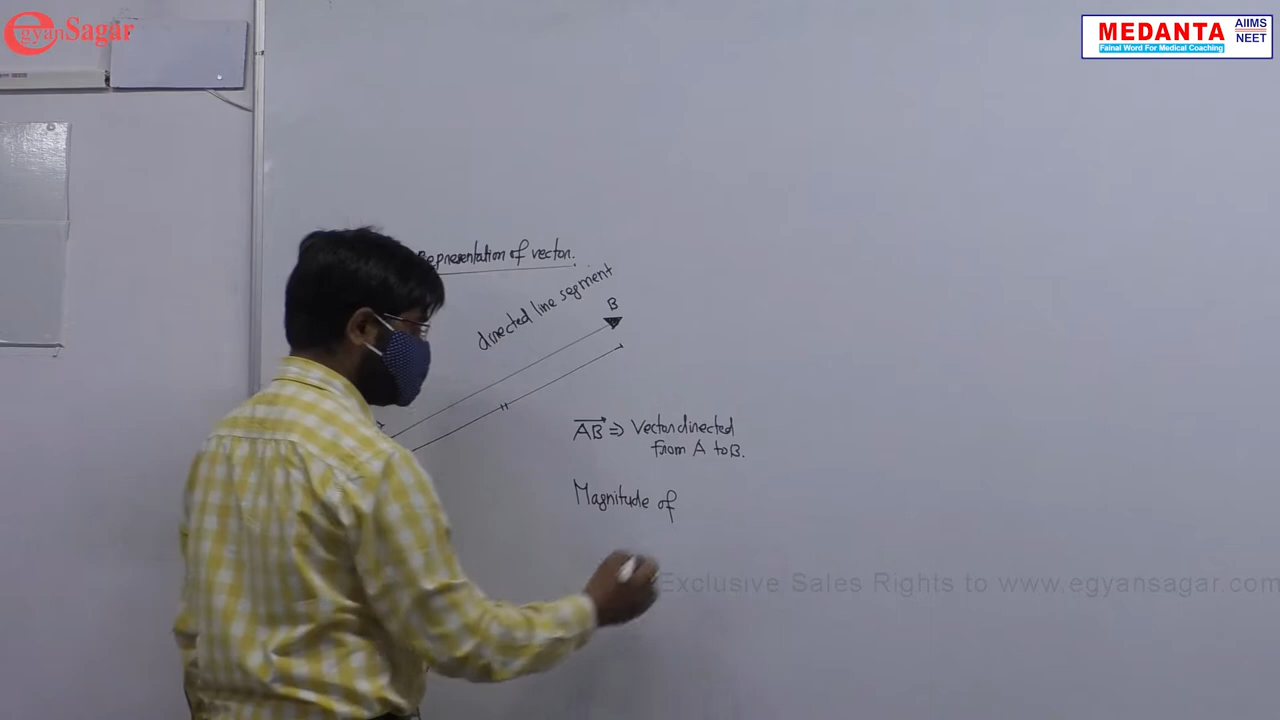 egyanSagar
MEDANTA
AIIMS
NEET
Fainal Word For Medical Coaching
Representation of vector.
directed line segment
B
AB ⇒ Vector directed
from A to B.
Magnitude of
Exclusive Sales Rights to www.egyansagar.com